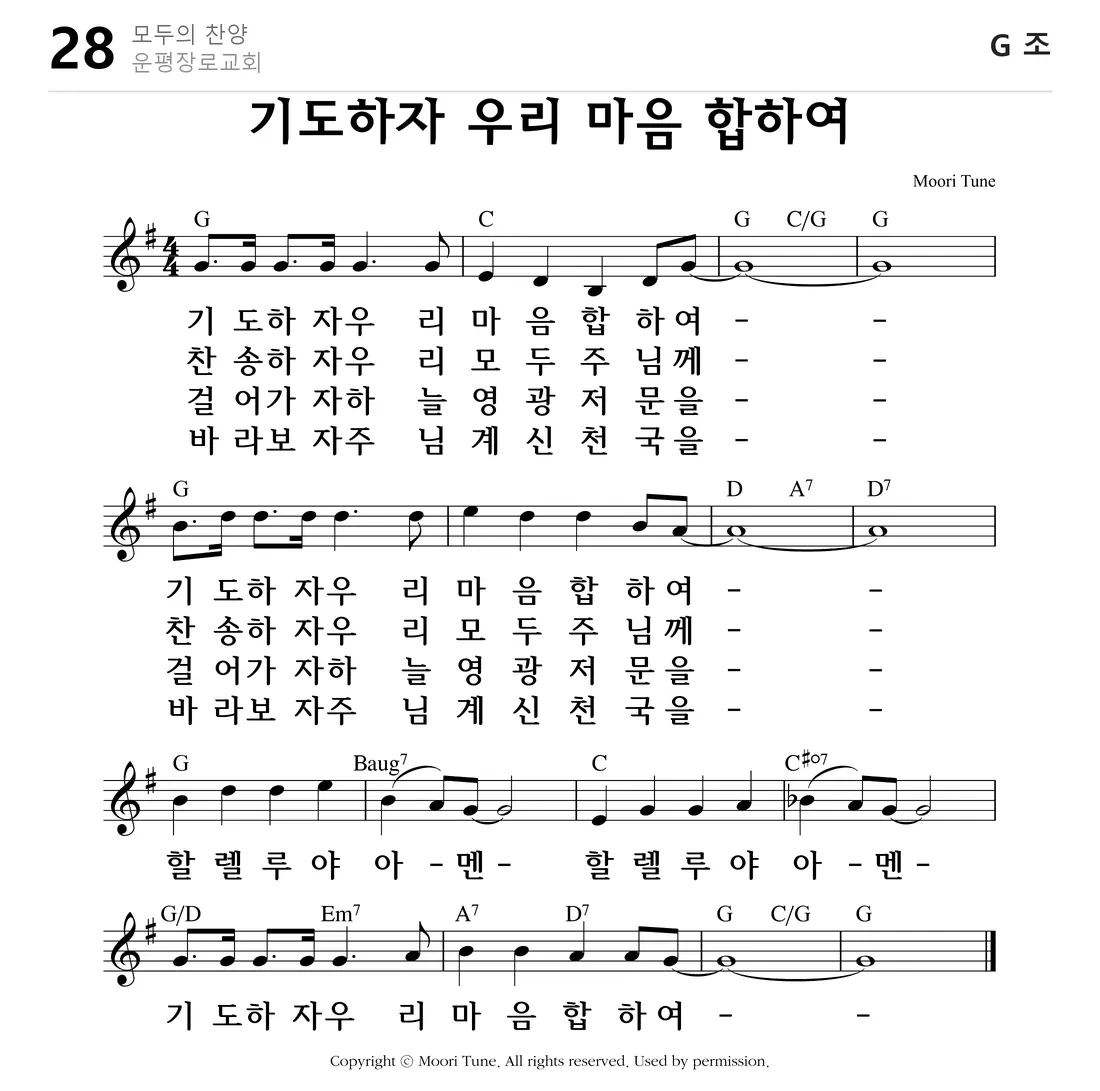 28
모두의 찬양
운평장로교회
G 조
기도하자 우리 마음 합하여
Moori Tune
G C G C/G G
기 도하 자우 리 마 음 합 하여 - -
찬 송하 자우 리 모 두 주 님께 - -
걸 어가 자하 늘 영 광 저 문을 - -
바 라보 자주 님 계 신 천 국을 - -
G D A7 D7
기 도하 자우 리 마 음 합 하여 - -
찬 송하 자우 리 모 두 주 님께 - -
걸 어가 자하 늘 영 광 저 문을 - -
바 라보 자주 님 계 신 천 국을 - -
G Baug7 C C#o7
할 렐 루 야 아 - 멘 - 할 렐 루 야 아 - 멘 -
G/D Em7 A7 D7 G C/G G
기 도하 자우 리 마 음 합 하여 - -
Copyright ⓒ Moori Tune. All rights reserved. Used by permission.